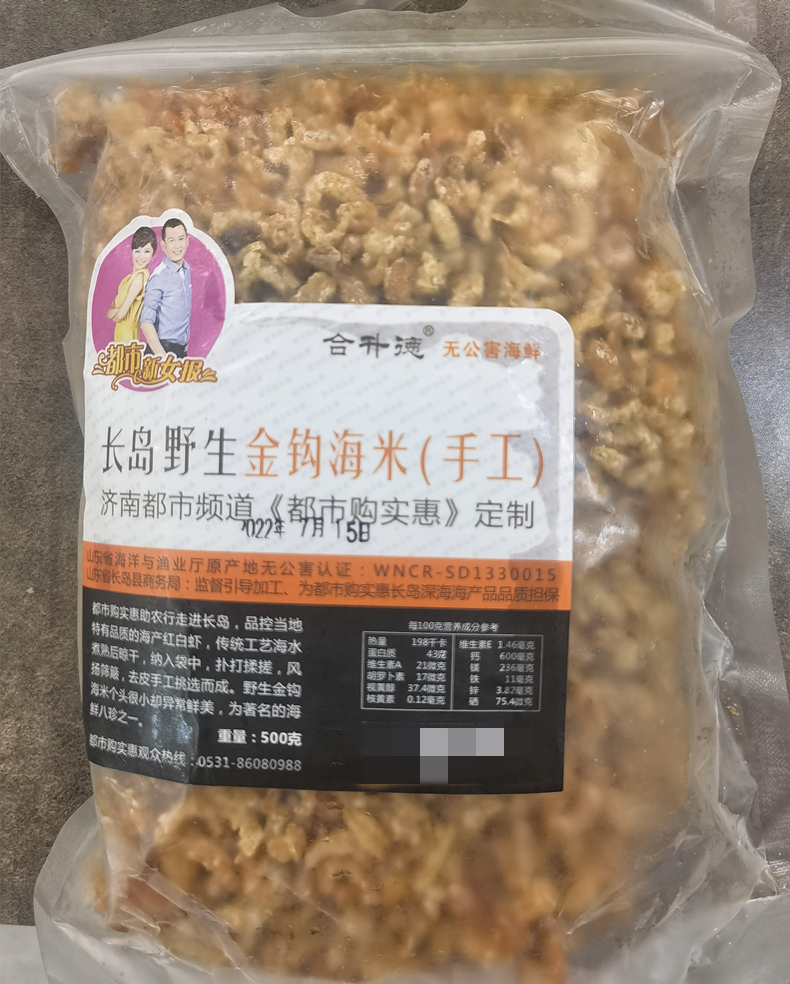 都市新女报
合升德® 无公害海鲜
长岛野生金钩海米(手工)
济南都市频道《都市购实惠》定制
2022年 7月 15日
山东省海洋与渔业厅原产地无公害认证：WNCR-SD1330015
山东省长岛县商务局：监督引导加工、为都市购实惠长岛深海海产品品质担保
都市购实惠助农行走进长岛，品控当地
特有品质的海产红白虾，传统工艺海水
煮熟后晾干，纳入袋中，扑打揉搓，风
扬筛簸，去皮手工挑选而成。野生金钩
海米个头很小却异常鲜美，为著名的海
鲜八珍之一。
重量：500克
都市购实惠观众热线：0531-86080988
每100克营养成分参考
热量 198千卡 维生素E 1.46毫克
蛋白质 43克 钙 600毫克
维生素A 21微克 镁 236毫克
胡罗卜素 17微克 铁 11毫克
视黄醇 37.4微克 锌 3.82毫克
核黄素 0.12毫克 硒 75.4微克